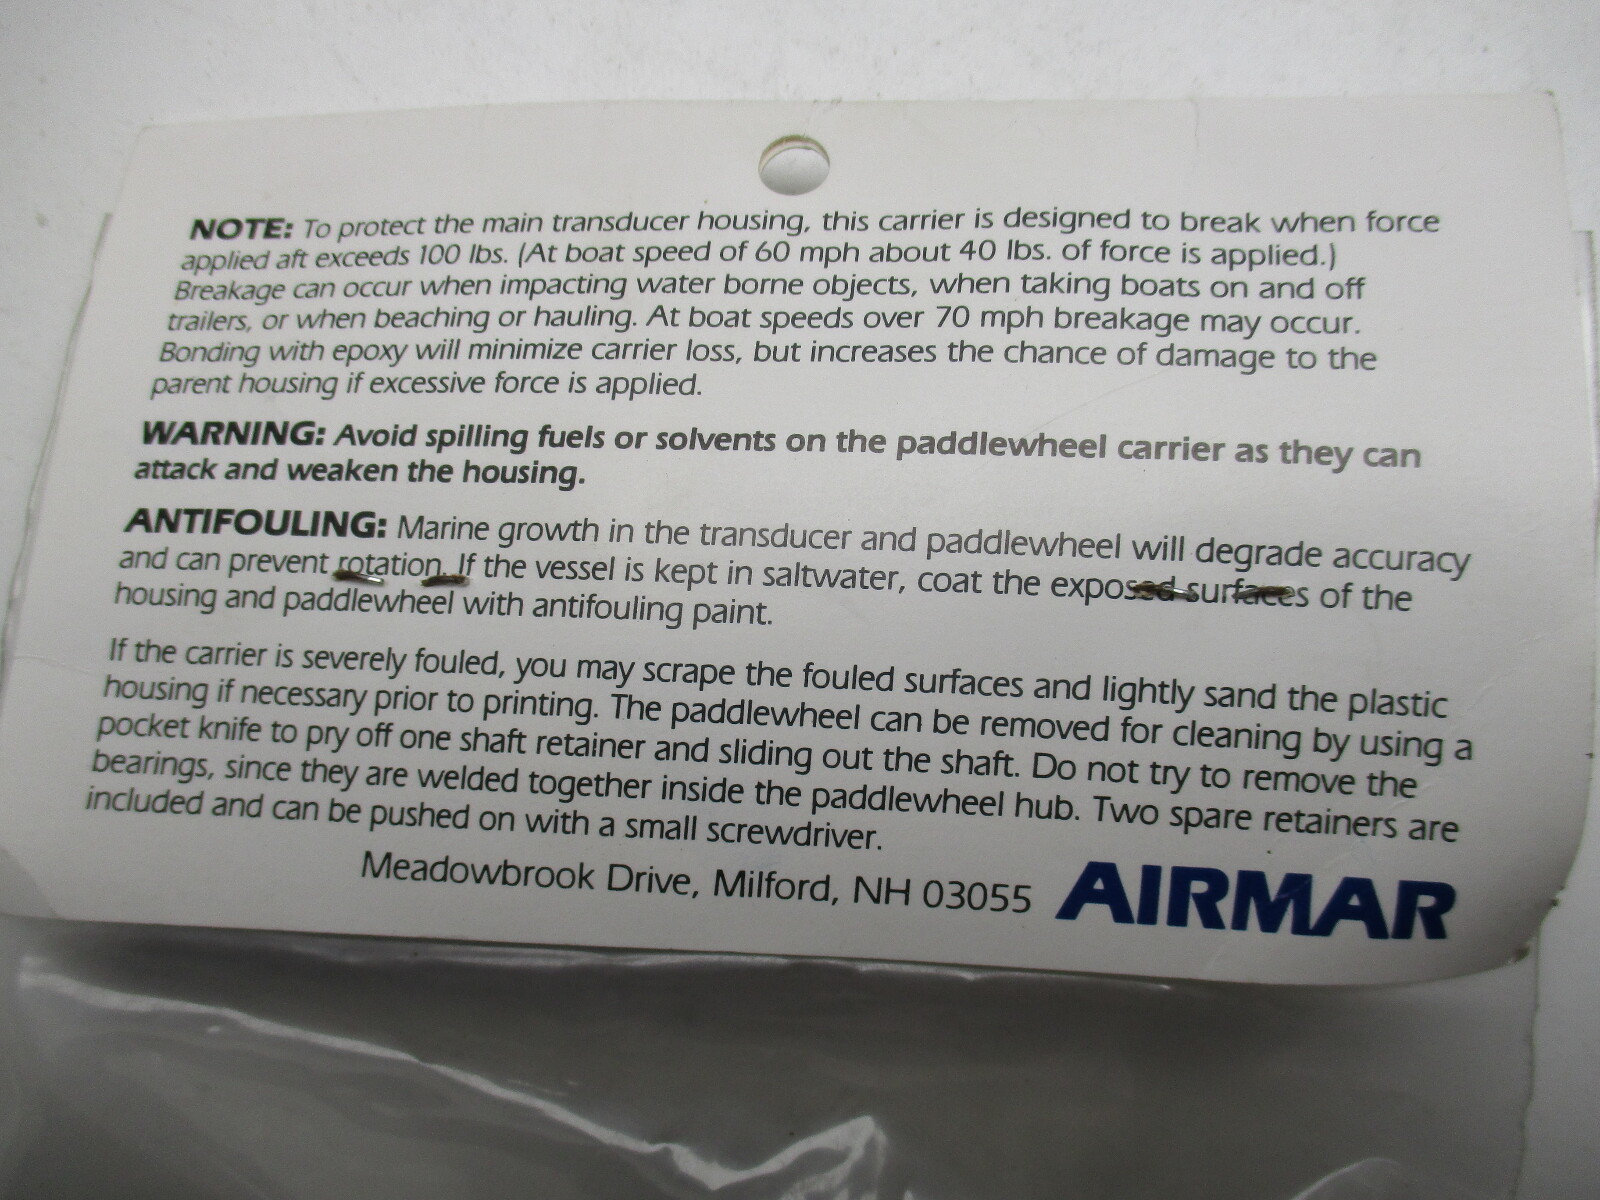 NOTE: To protect the main transducer housing, this carrier is designed to break when force
applied aft exceeds 100 lbs. (At boat speed of 60 mph about 40 lbs. of force is applied.)
Breakage can occur when impacting water borne objects, when taking boats on and off
trailers, or when beaching or hauling. At boat speeds over 70 mph breakage may occur.
Bonding with epoxy will minimize carrier loss, but increases the chance of damage to the
parent housing if excessive force is applied.
WARNING: Avoid spilling fuels or solvents on the paddlewheel carrier as they can
attack and weaken the housing.
ANTIFOULING: Marine growth in the transducer and paddlewheel will degrade accuracy
and can prevent rotation. If the vessel is kept in saltwater, coat the exposed surfaces of the
housing and paddlewheel with antifouling paint.
If the carrier is severely fouled, you may scrape the fouled surfaces and lightly sand the plastic
housing if necessary prior to printing. The paddlewheel can be removed for cleaning by using a
pocket knife to pry off one shaft retainer and sliding out the shaft. Do not try to remove the
bearings, since they are welded together inside the paddlewheel hub. Two spare retainers are
included and can be pushed on with a small screwdriver.
Meadowbrook Drive, Milford, NH 03055 AIRMAR